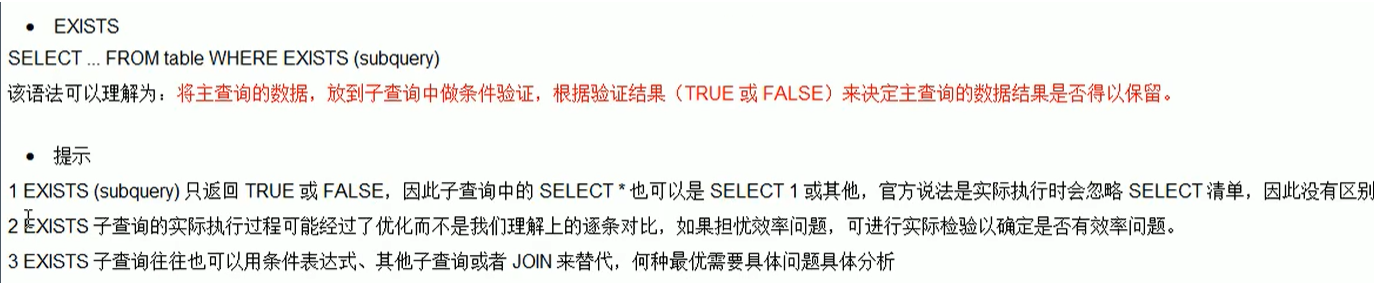 • EXISTS
SELECT ... FROM table WHERE EXISTS (subquery)
该语法可以理解为：将主查询的数据，放到子查询中做条件验证，根据验证结果（TRUE 或 FALSE）来决定主查询的数据结果是否得以保留。
• 提示
1 EXISTS (subquery) 只返回 TRUE 或 FALSE，因此子查询中的 SELECT * 也可以是 SELECT 1 或其他，官方说法是实际执行时会忽略 SELECT 清单，因此没有区别
2 EXISTS 子查询的实际执行过程可能经过了优化而不是我们理解上的逐条对比，如果担忧效率问题，可进行实际检验以确定是否有效率问题。
3 EXISTS 子查询往往也可以用条件表达式、其他子查询或者 JOIN 来替代，何种最优需要具体问题具体分析